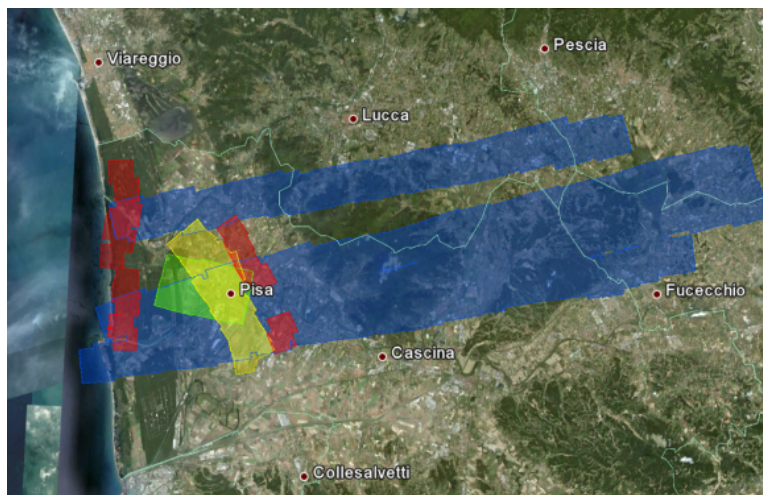 Pescia
Viareggio
Lucca
Pisa
Fucecchio
Cascina
Collesalvetti